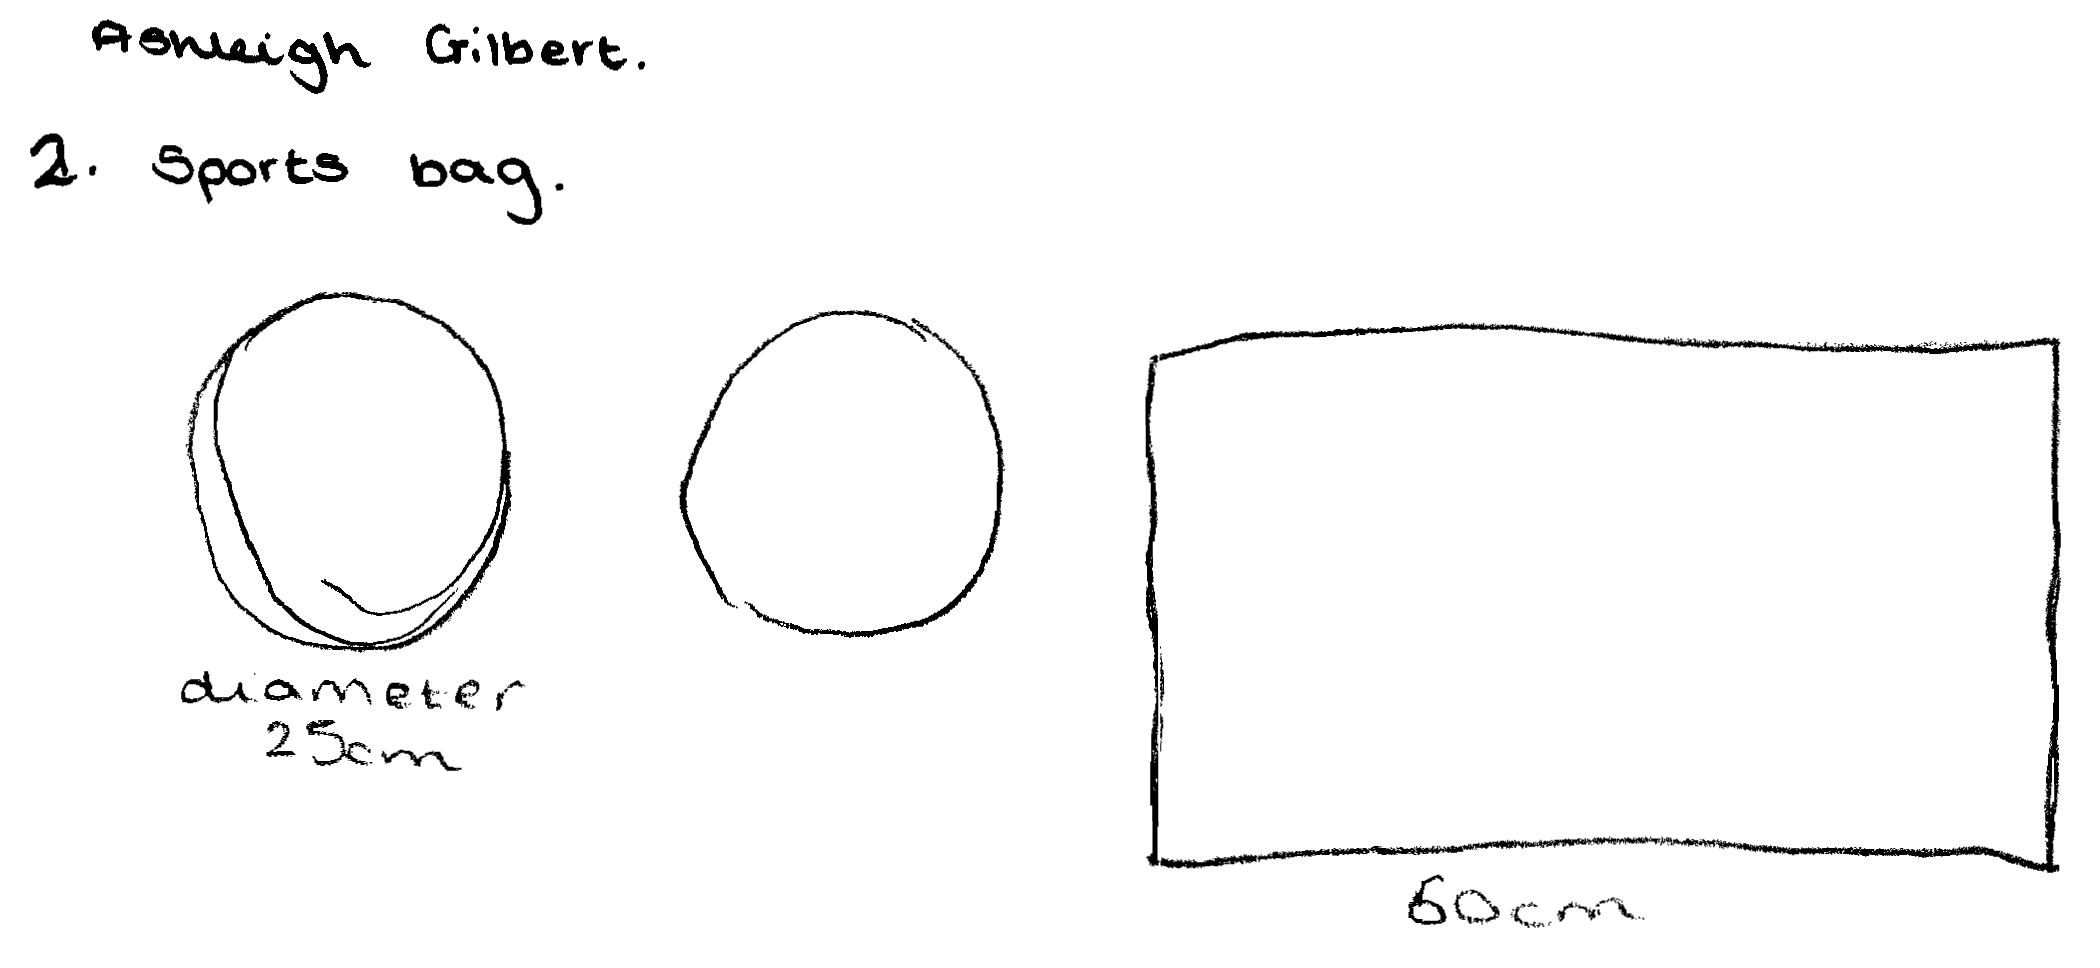 Ashleigh Gilbert.
2. Sports bag.
diameter
25cm
60cm